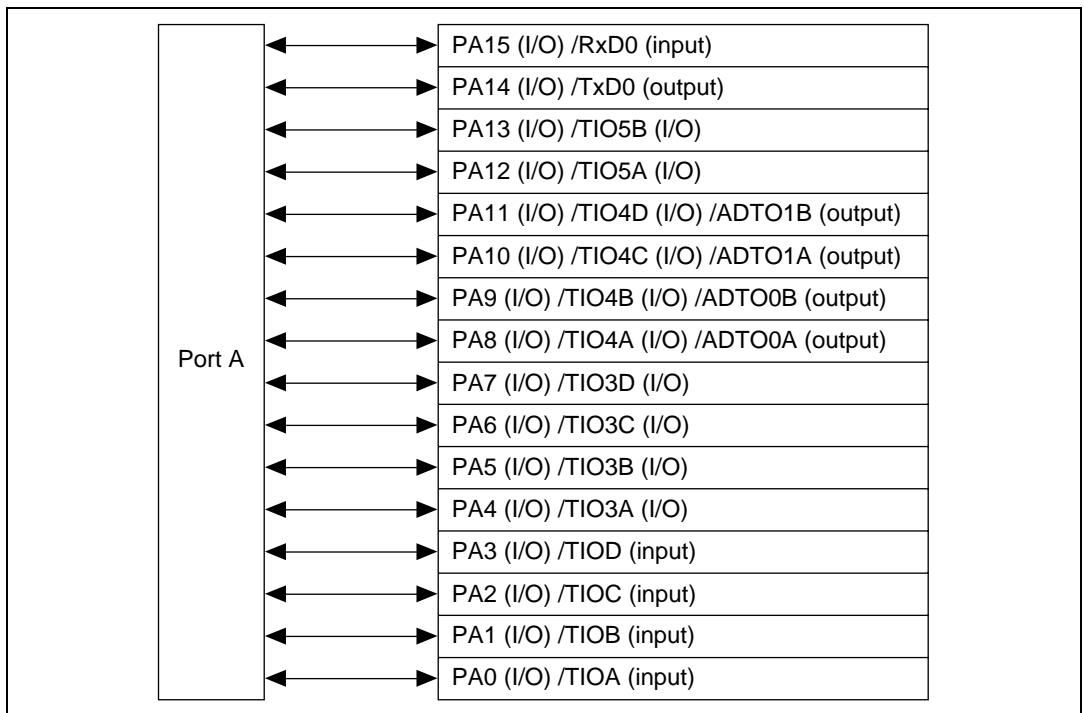 PA15 (I/O) /RxD0 (input)
PA14 (I/O) /TxD0 (output)
PA13 (I/O) /TIO5B (I/O)
PA12 (I/O) /TIO5A (I/O)
PA11 (I/O) /TIO4D (I/O) /ADTO1B (output)
PA10 (I/O) /TIO4C (I/O) /ADTO1A (output)
PA9 (I/O) /TIO4B (I/O) /ADTO0B (output)
PA8 (I/O) /TIO4A (I/O) /ADTO0A (output)
Port A
PA7 (I/O) /TIO3D (I/O)
PA6 (I/O) /TIO3C (I/O)
PA5 (I/O) /TIO3B (I/O)
PA4 (I/O) /TIO3A (I/O)
PA3 (I/O) /TIOD (input)
PA2 (I/O) /TIOC (input)
PA1 (I/O) /TIOB (input)
PA0 (I/O) /TIOA (input)